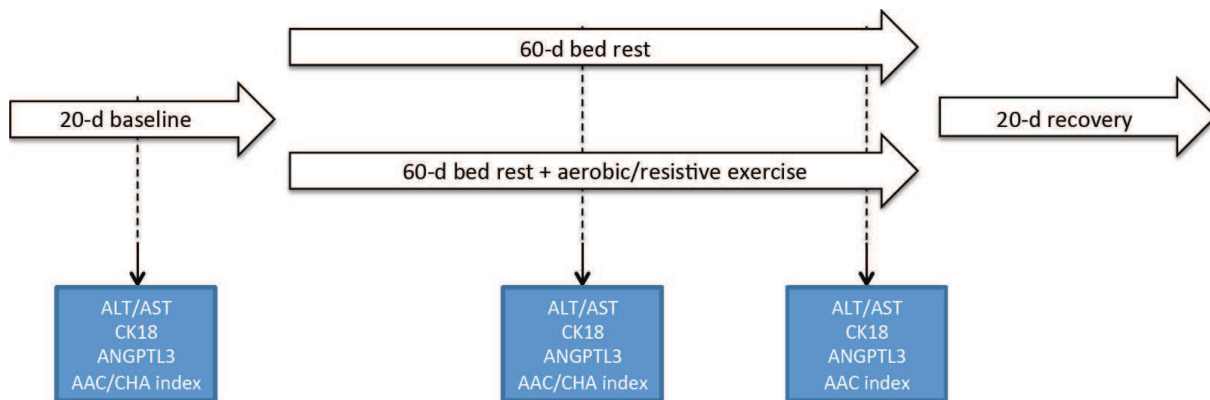 60-d bed rest
20-d baseline
20-d recovery
60-d bed rest + aerobic/resistive exercise
ALT/AST
CK18
ANGPTL3
AAC/CHA index
ALT/AST
CK18
ANGPTL3
AAC/CHA index
ALT/AST
CK18
ANGPTL3
AAC index